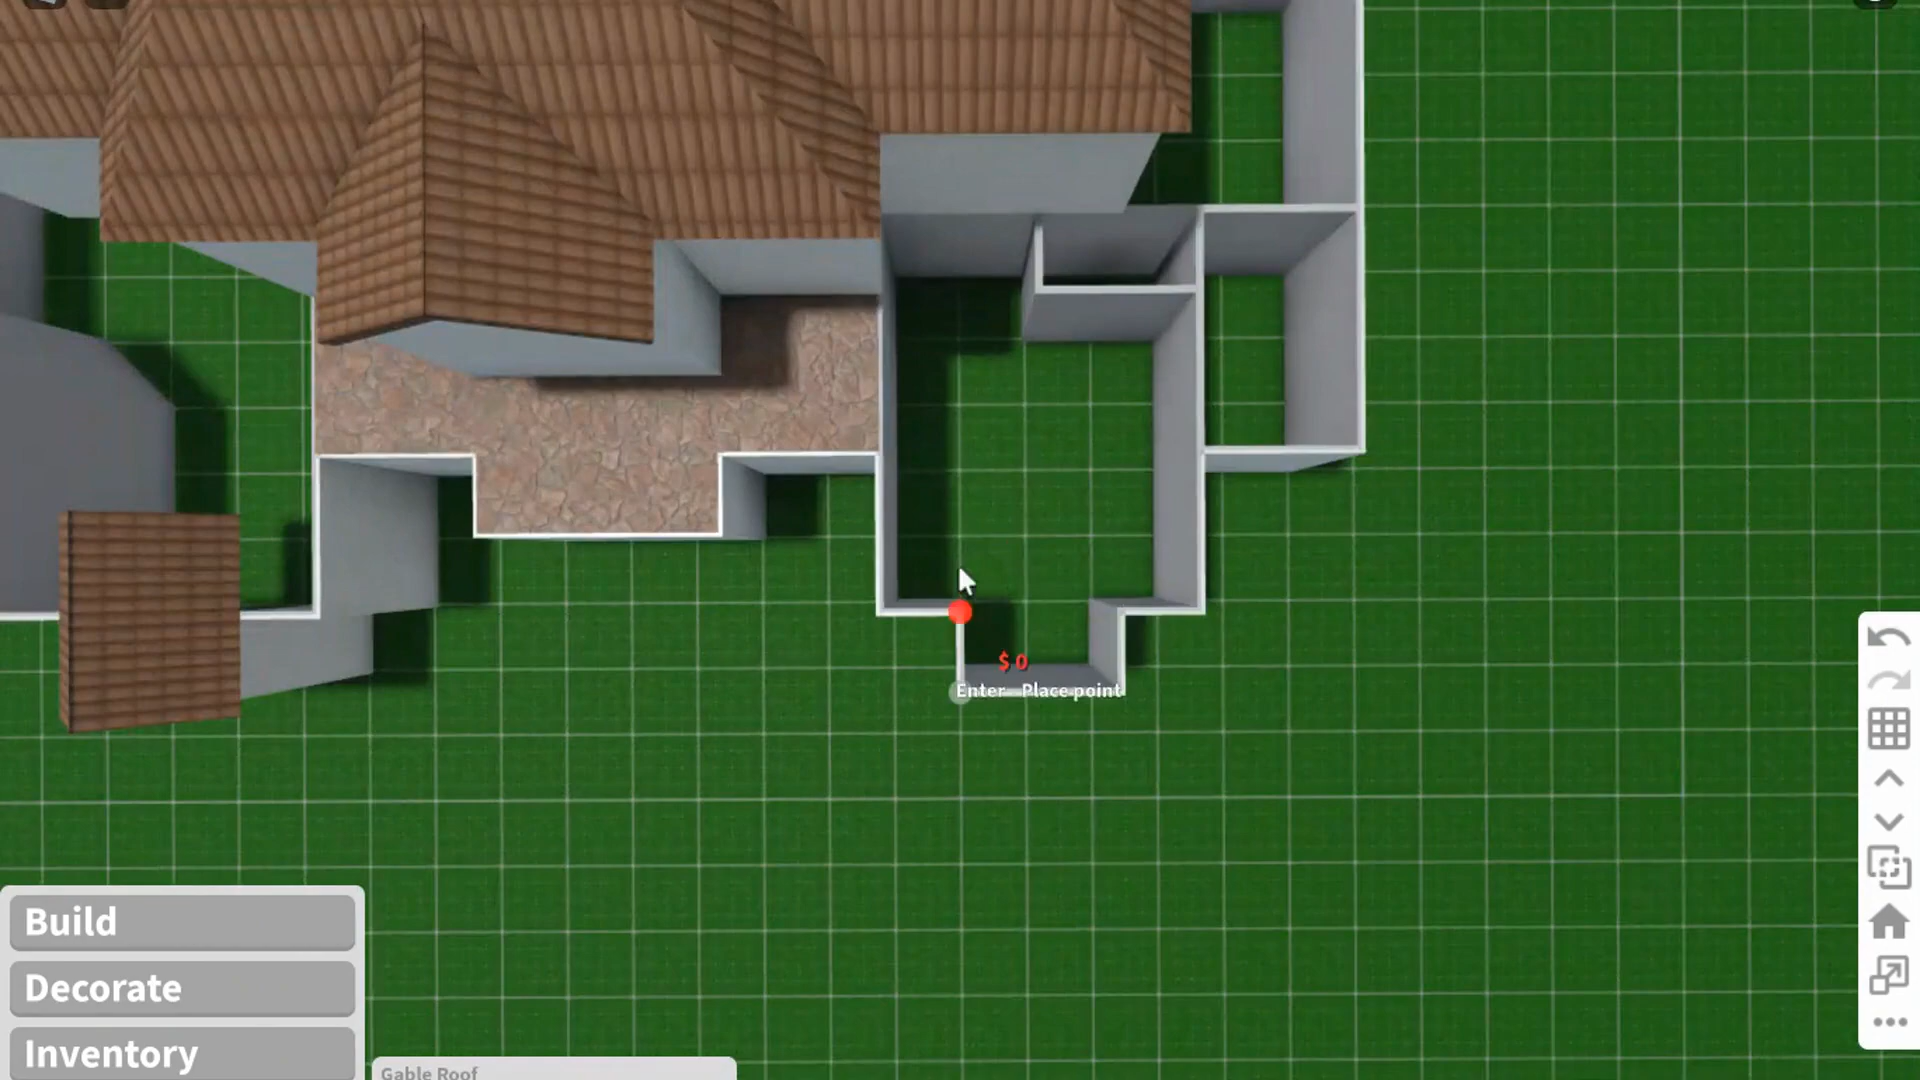 $ 0
Enter - Place point
Build
Decorate
Inventory
Gable Roof